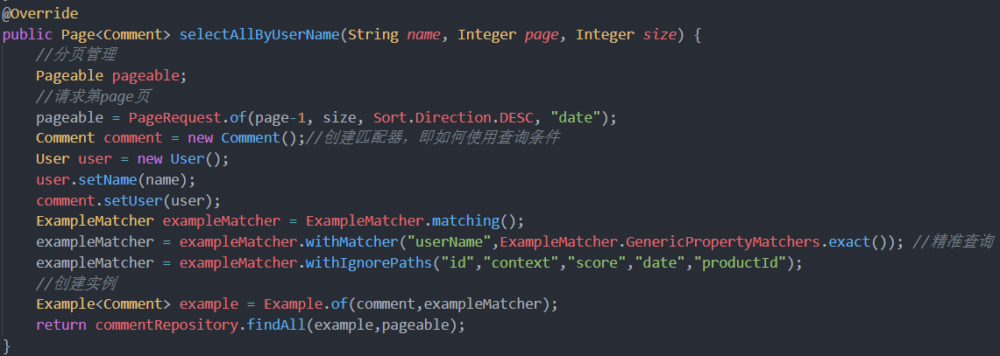 @Override
public Page<Comment> selectAllByUserName(String name, Integer page, Integer size) {
//分页管理
Pageable pageable;
//请求第page页
pageable = PageRequest.of(page-1, size, Sort.Direction.DESC, "date");
Comment comment = new Comment();//创建匹配器，即如何使用查询条件
User user = new User();
user.setName(name);
comment.setUser(user);
ExampleMatcher exampleMatcher = ExampleMatcher.matching();
exampleMatcher = exampleMatcher.withMatcher("userName",ExampleMatcher.GenericPropertyMatchers.exact()); //精准查询
exampleMatcher = exampleMatcher.withIgnorePaths("id","context","score","date","productId");
//创建实例
Example<Comment> example = Example.of(comment,exampleMatcher);
return commentRepository.findAll(example,pageable);
}